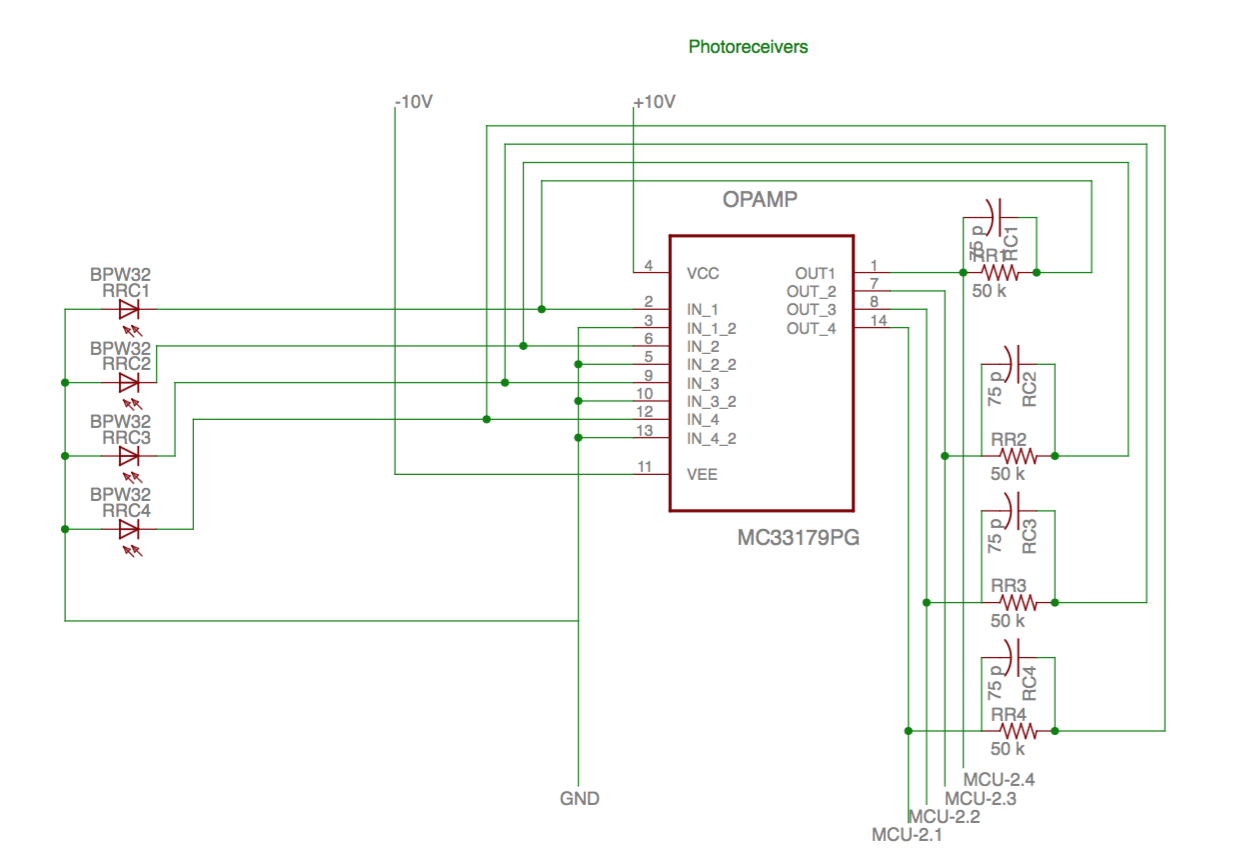 Photoreceivers
-10V
+10V
OPAMP
75 p
RC1
RR1
50 k
4
VCC
OUT1
1
OUT_2
7
OUT_3
8
OUT_4
14
BPW32
RRC1
2
IN_1
3
IN_1_2
6
IN_2
5
IN_2_2
9
IN_3
10
IN_3_2
12
IN_4
13
IN_4_2
11
VEE
BPW32
RRC2
BPW32
RRC3
BPW32
RRC4
MC33179PG
75 p
RC2
RR2
50 k
75 p
RC3
RR3
50 k
75 p
RC4
RR4
50 k
GND
MCU-2.4
MCU-2.3
MCU-2.2
MCU-2.1